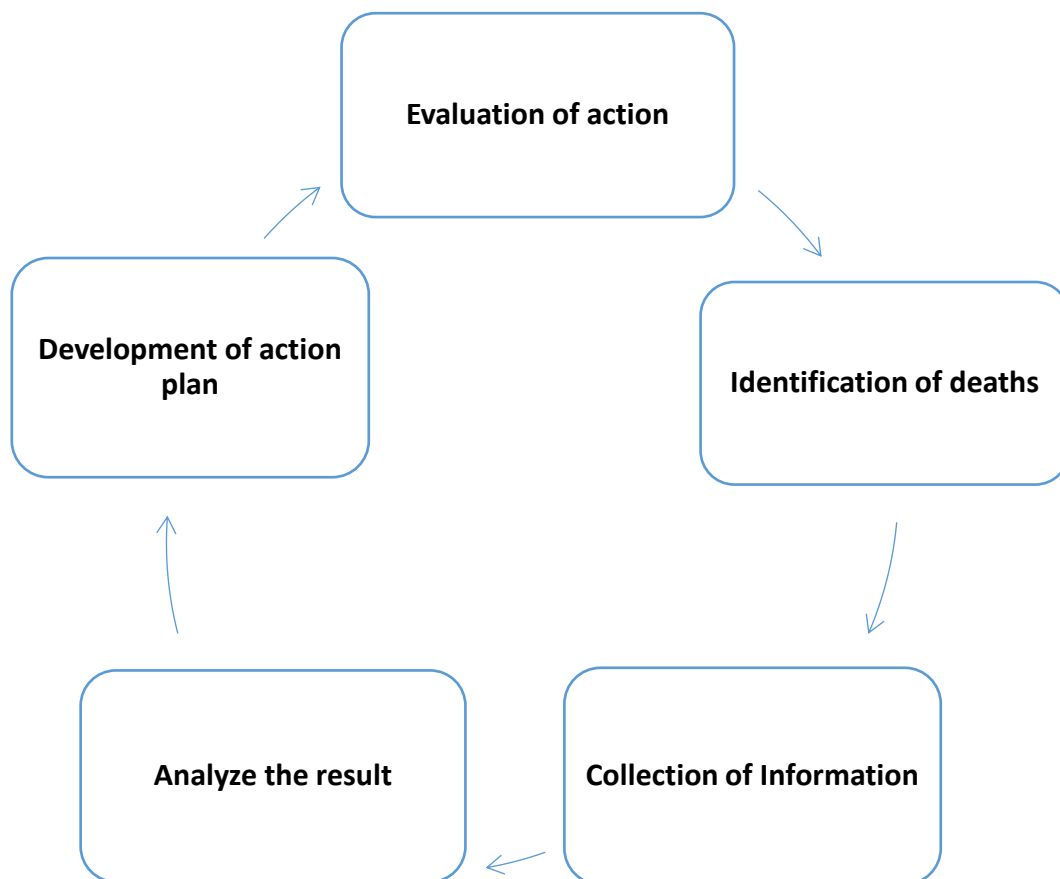 Evaluation of action
Identification of deaths
Collection of Information
Analyze the result
Development of action
plan